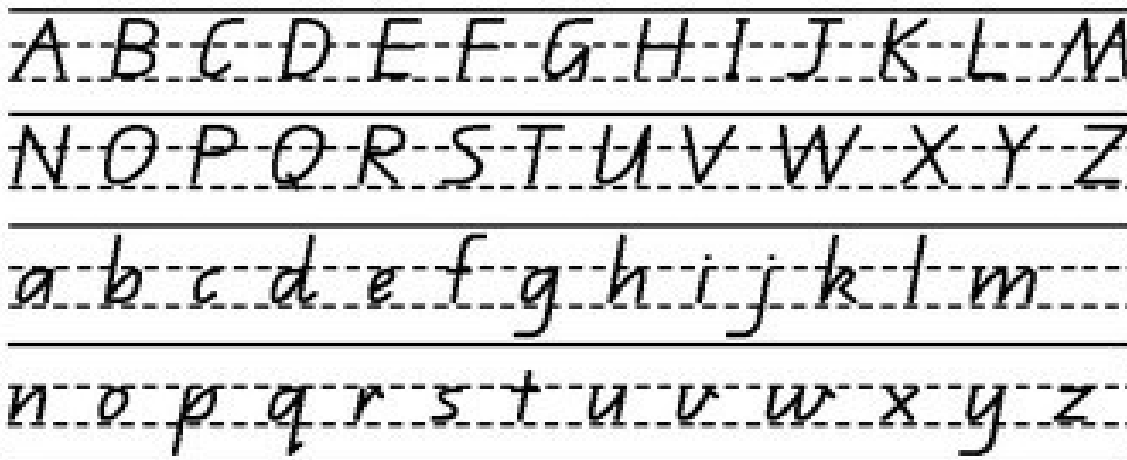 A B C D E F G H I J K L M
N O P Q R S T U V W X Y Z
a b c d e f g h i j k l m
n o p q r s t u v w x y z